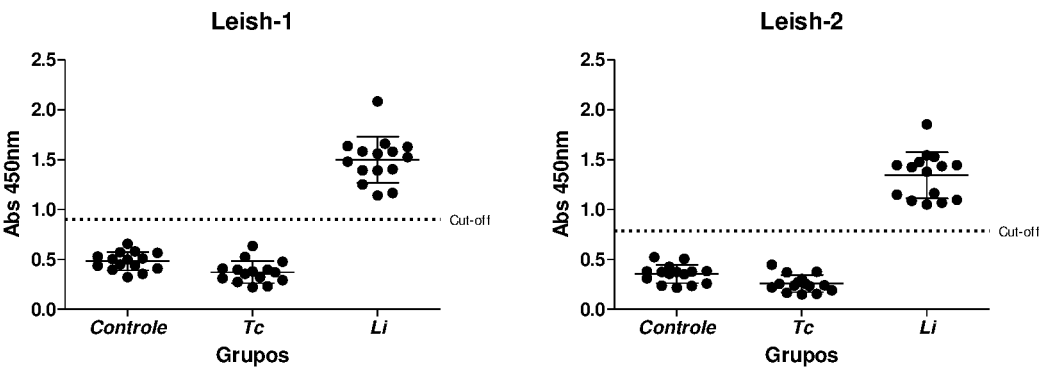 Leish-1
2.5
2.0
1.5
1.0
0.5
0.0
Abs 450nm
Cut-off
Controle Tc Li
Grupos
Leish-2
2.5
2.0
1.5
1.0
0.5
0.0
Abs 450nm
Cut-off
Controle Tc Li
Grupos